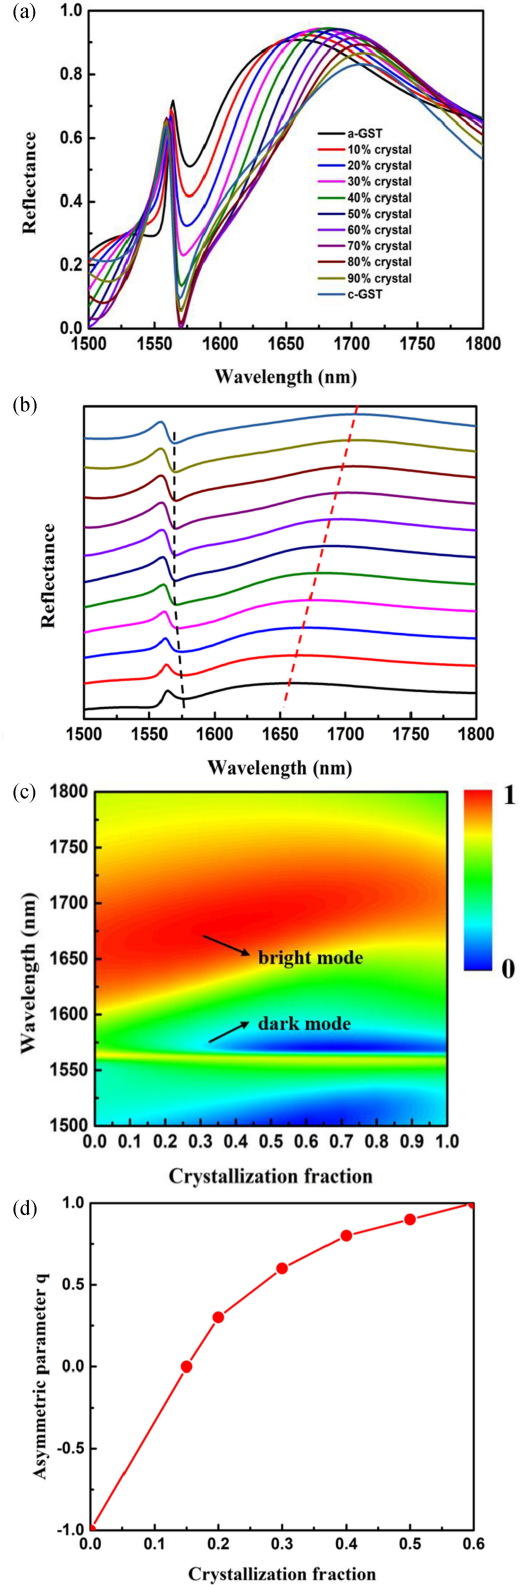 (a)
1.0
0.8
0.6
0.4
0.2
0.0
Reflectance
a-GST
10% crystal
20% crystal
30% crystal
40% crystal
50% crystal
60% crystal
70% crystal
80% crystal
90% crystal
c-GST
1500 1550 1600 1650 1700 1750 1800
Wavelength (nm)
(b)
Reflectance
1500 1550 1600 1650 1700 1750 1800
Wavelength (nm)
(c)
1800
1750
1700
1650
1600
1550
1500
Wavelength (nm)
bright mode
dark mode
1
0
0.0 0.1 0.2 0.3 0.4 0.5 0.6 0.7 0.8 0.9 1.0
Crystallization fraction
(d)
1.0
0.5
0.0
-0.5
-1.0
Asymmetric parameter q
0.0 0.1 0.2 0.3 0.4 0.5 0.6
Crystallization fraction